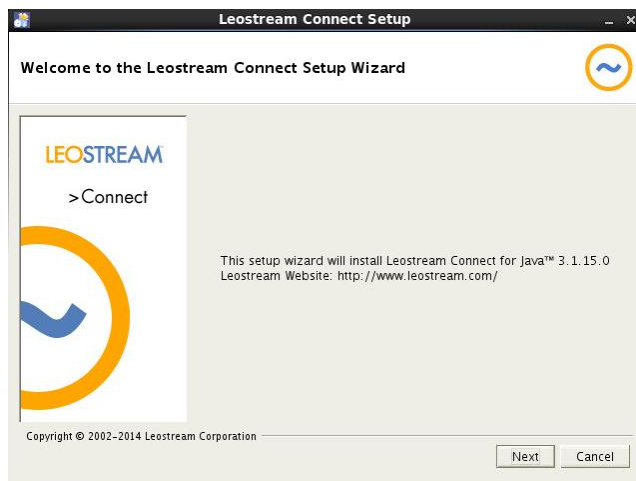 Leostream Connect Setup
Welcome to the Leostream Connect Setup Wizard
LEOSTREAM
>Connect
This setup wizard will install Leostream Connect for Java™ 3.1.15.0
Leostream Website: http://www.leostream.com/
Copyright © 2002-2014 Leostream Corporation
Next
Cancel